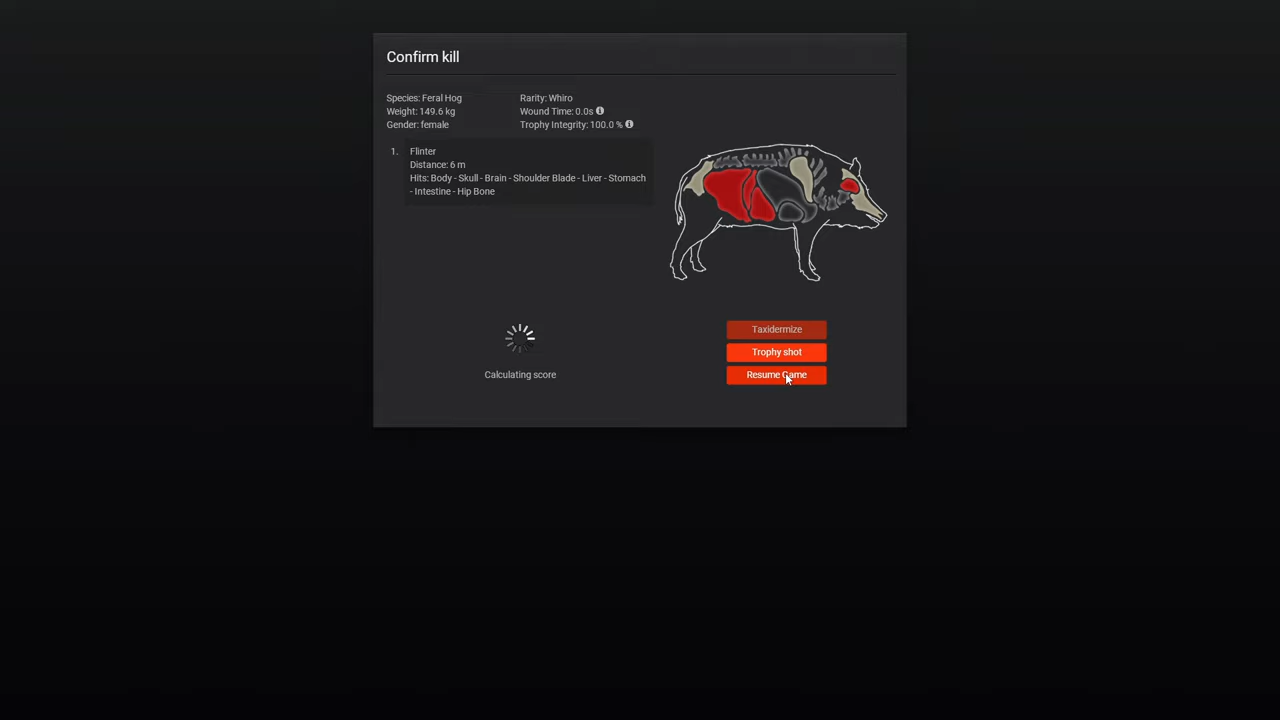 Confirm kill
Species: Feral Hog
Rarity: Whiro
Weight: 149.6 kg
Wound Time: 0.0s
Gender: female
Trophy Integrity: 100.0 %
1. Flinter
Distance: 6 m
Hits: Body - Skull - Brain - Shoulder Blade - Liver - Stomach
- Intestine - Hip Bone
Taxidermize
Trophy shot
Calculating score
Resume Game